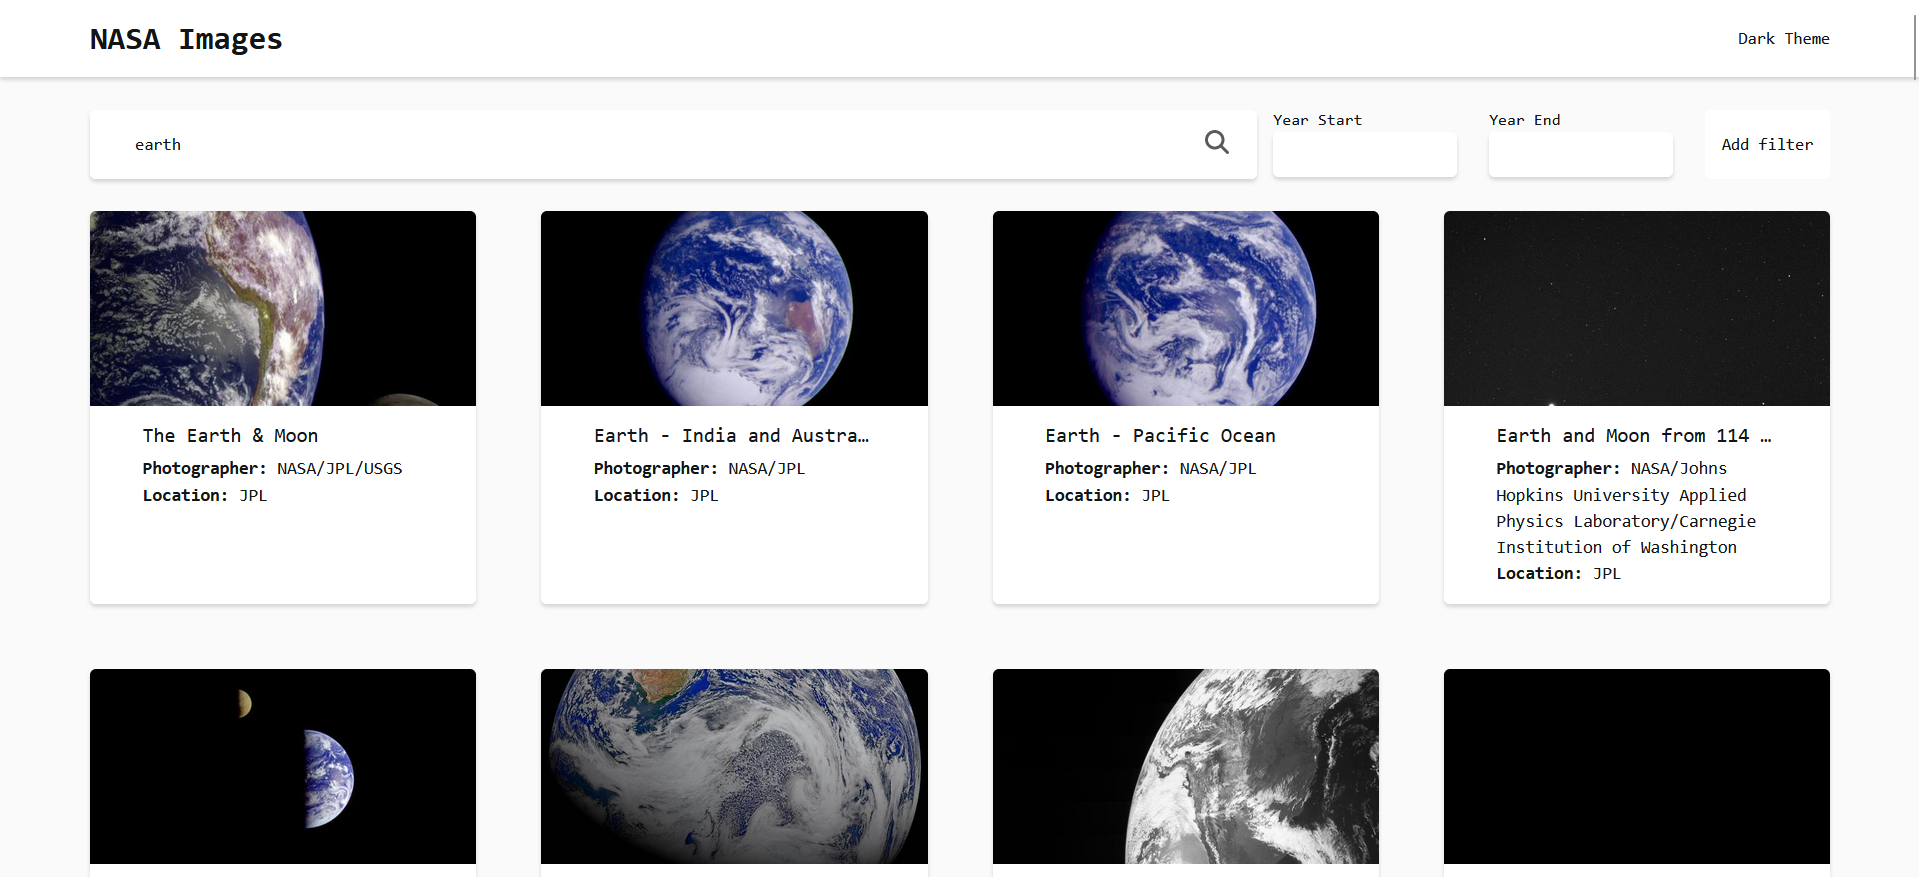 NASA Images
Dark Theme
earth
Year Start
Year End
Add filter
The Earth & Moon
Photographer: NASA/JPL/USGS
Location: JPL
Earth - India and Austra…
Photographer: NASA/JPL
Location: JPL
Earth - Pacific Ocean
Photographer: NASA/JPL
Location: JPL
Earth and Moon from 114 …
Photographer: NASA/Johns
Hopkins University Applied
Physics Laboratory/Carnegie
Institution of Washington
Location: JPL